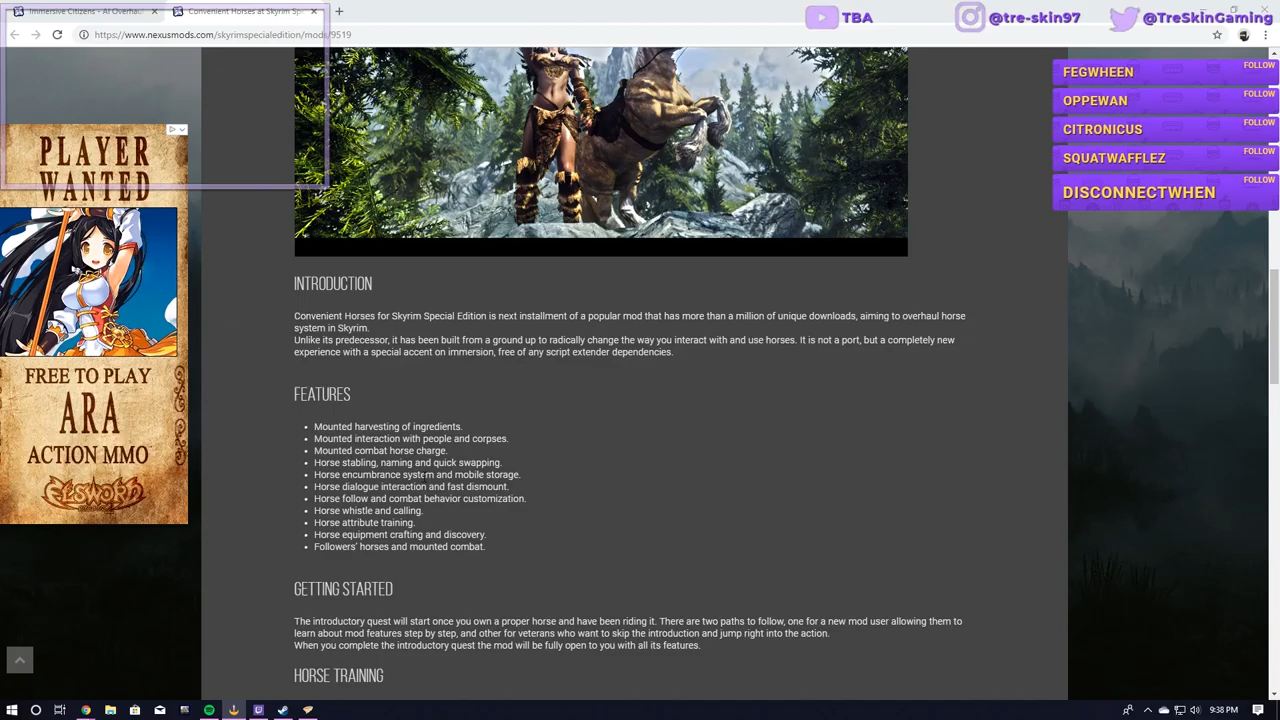 Immersive Citizens - AI Overhau
Convenient Horses at Skyrim Sp
https://www.nexusmods.com/skyrimspecialedition/mods/9519
TBA
@tre-skin97
@TreSkinGaming
FEGWHEEN
FOLLOW
OPPEWAN
FOLLOW
CITRONICUS
FOLLOW
SQUATWAFFLEZ
FOLLOW
DISCONNECTWHEN
FOLLOW
PLAYER
WANTED
FREE TO PLAY
ARA
ACTION MMO
ELSWORD
INTRODUCTION
Convenient Horses for Skyrim Special Edition is next installment of a popular mod that has more than a million of unique downloads, aiming to overhaul horse
system in Skyrim.
Unlike its predecessor, it has been built from a ground up to radically change the way you interact with and use horses. It is not a port, but a completely new
experience with a special accent on immersion, free of any script extender dependencies.
FEATURES
Mounted harvesting of ingredients.
Mounted interaction with people and corpses.
Mounted combat horse charge.
Horse stabling, naming and quick swapping.
Horse encumbrance system and mobile storage.
Horse dialogue interaction and fast dismount.
Horse follow and combat behavior customization.
Horse whistle and calling.
Horse attribute training.
Horse equipment crafting and discovery.
Followers' horses and mounted combat.
GETTING STARTED
The introductory quest will start once you own a proper horse and have been riding it. There are two paths to follow, one for a new mod user allowing them to
learn about mod features step by step, and other for veterans who want to skip the introduction and jump right into the action.
When you complete the introductory quest the mod will be fully open to you with all its features.
HORSE TRAINING
9:38 PM